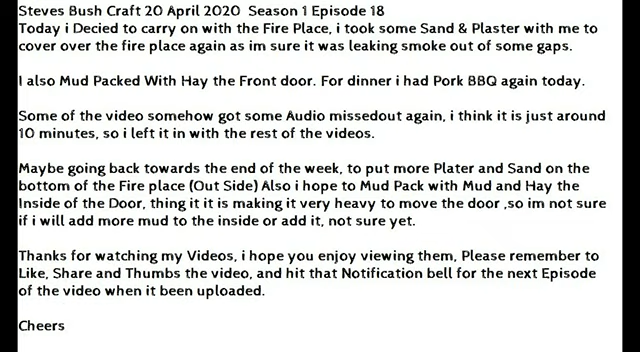 Steves Bush Craft 20 April 2020  Season 1 Episode 18
Today i Decied to carry on with the Fire Place, i took some Sand & Plaster with me to
cover over the fire place again as im sure it was leaking smoke out of some gaps.
I also Mud Packed With Hay the Front door. For dinner i had Pork BBQ again today.
Some of the video somehow got some Audio missedout again, i think it is just around
10 minutes, so i left it in with the rest of the videos.
Maybe going back towards the end of the week, to put more Plater and Sand on the
bottom of the Fire place (Out Side) Also i hope to Mud Pack with Mud and Hay the
Inside of the Door, thing it it is making it very heavy to move the door ,so im not sure
if i will add more mud to the inside or add it, not sure yet.
Thanks for watching my Videos, i hope you enjoy viewing them, Please remember to
Like, Share and Thumbs the video, and hit that Notification bell for the next Episode
of the video when it been uploaded.
Cheers